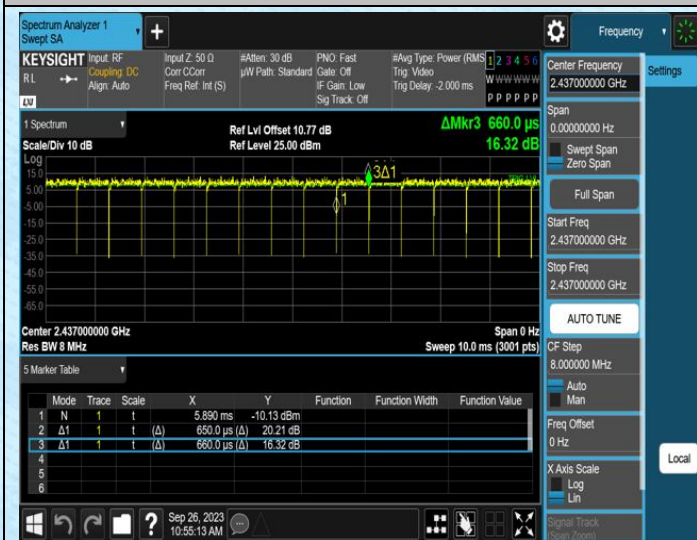 Spectrum Analyzer 1
Swept SA
Frequency
KEYSIGHT
RL
LXI
Input: RF
Coupling: DC
Align: Auto
Input Z: 50 Ω
Corr CCorr
Freq Ref: Int (S)
#Atten: 30 dB
µW Path: Standard
PNO: Fast
Gate: Off
IF Gain: Low
Sig Track: Off
#Avg Type: Power (RMS
Trig: Video
Trig Delay: -2.000 ms
1 2 3 4 5 6
W W W W W W
P P P P P P
1 Spectrum
Scale/Div 10 dB
Ref Lvl Offset 10.77 dB
Ref Level 25.00 dBm
ΔMkr3 660.0 µs
16.32 dB
Log
15.0
5.00
-5.00
-15.0
-25.0
-35.0
-45.0
-55.0
-65.0
3Δ1
1
Center 2.437000000 GHz
Res BW 8 MHz
Span 0 Hz
Sweep 10.0 ms (3001 pts)
5 Marker Table
Mode Trace Scale X Y Function Function Width Function Value
1 N 1 t 5.890 ms -10.13 dBm
2 Δ1 1 t (Δ) 650.0 µs (Δ) 20.21 dB
3 Δ1 1 t (Δ) 660.0 µs (Δ) 16.32 dB
4
5
6
Sep 26, 2023
10:55:13 AM
Center Frequency
2.437000000 GHz
Span
0.00000000 Hz
Swept Span
Zero Span
Full Span
Start Freq
2.437000000 GHz
Stop Freq
2.437000000 GHz
AUTO TUNE
CF Step
8.000000 MHz
Auto
Man
Freq Offset
0 Hz
X Axis Scale
Log
Lin
Signal Track
(Span Zoom)
Settings
Local